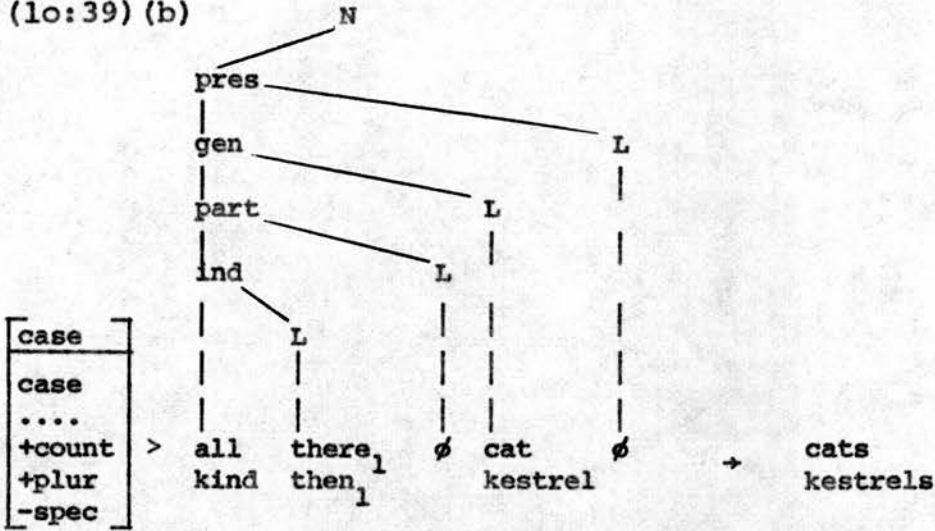 (lo:39)(b) N
pres
gen L
part L
ind L
case L
case
....
+count > all there1 ∅ cat ∅ → cats
+plur kind then1 kestrel kestrels
-spec